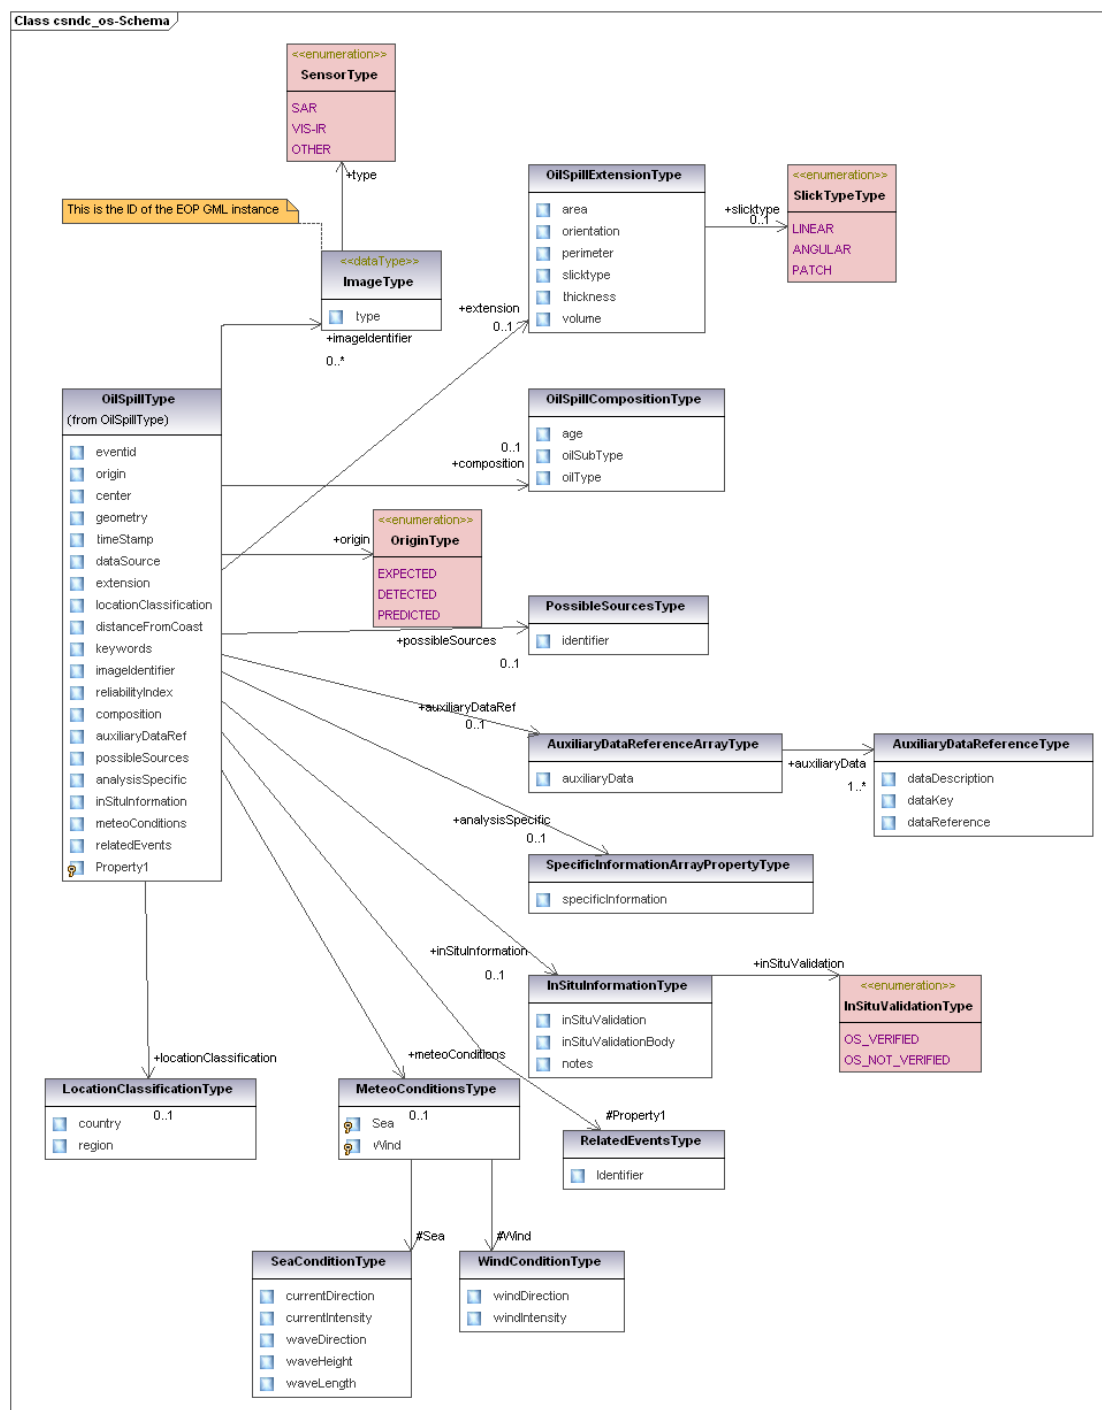 Class csndc_os-Schema
<<enumeration>>
SensorType
SAR
VIS-IR
OTHER
+type
This is the ID of the EOP GML instance
<<dataType>>
ImageType
type
+imageIdentifier
0..*
OilSpillExtensionType
area
orientation
perimeter
slicktype
thickness
volume
+slicktype
0..1
<<enumeration>>
SlickTypeType
LINEAR
ANGULAR
PATCH
+extension
0..1
OilSpillType
(from OilSpillType)
eventid
origin
center
geometry
timeStamp
dataSource
extension
locationClassification
distanceFromCoast
keywords
imageIdentifier
reliabilityIndex
composition
auxiliaryDataRef
possibleSources
analysisSpecific
inSituInformation
meteoConditions
relatedEvents
Property1
OilSpillCompositionType
age
oilSubType
oilType
0..1
+composition
<<enumeration>>
OriginType
EXPECTED
DETECTED
PREDICTED
+origin
PossibleSourcesType
identifier
+possibleSources
0..1
+auxiliaryDataRef
0..1
AuxiliaryDataReferenceArrayType
auxiliaryData
+auxiliaryData
1..*
AuxiliaryDataReferenceType
dataDescription
dataKey
dataReference
+analysisSpecific
0..1
SpecificInformationArrayPropertyType
specificInformation
+inSituInformation
0..1
InSituInformationType
inSituValidation
inSituValidationBody
notes
+inSituValidation
<<enumeration>>
InSituValidationType
OS_VERIFIED
OS_NOT_VERIFIED
+locationClassification
LocationClassificationType
0..1
country
region
+meteoConditions
MeteoConditionsType
0..1
Sea
Wind
#Property1
RelatedEventsType
Identifier
#Sea
#Wind
SeaConditionType
currentDirection
currentIntensity
waveDirection
waveHeight
waveLength
WindConditionType
windDirection
windIntensity